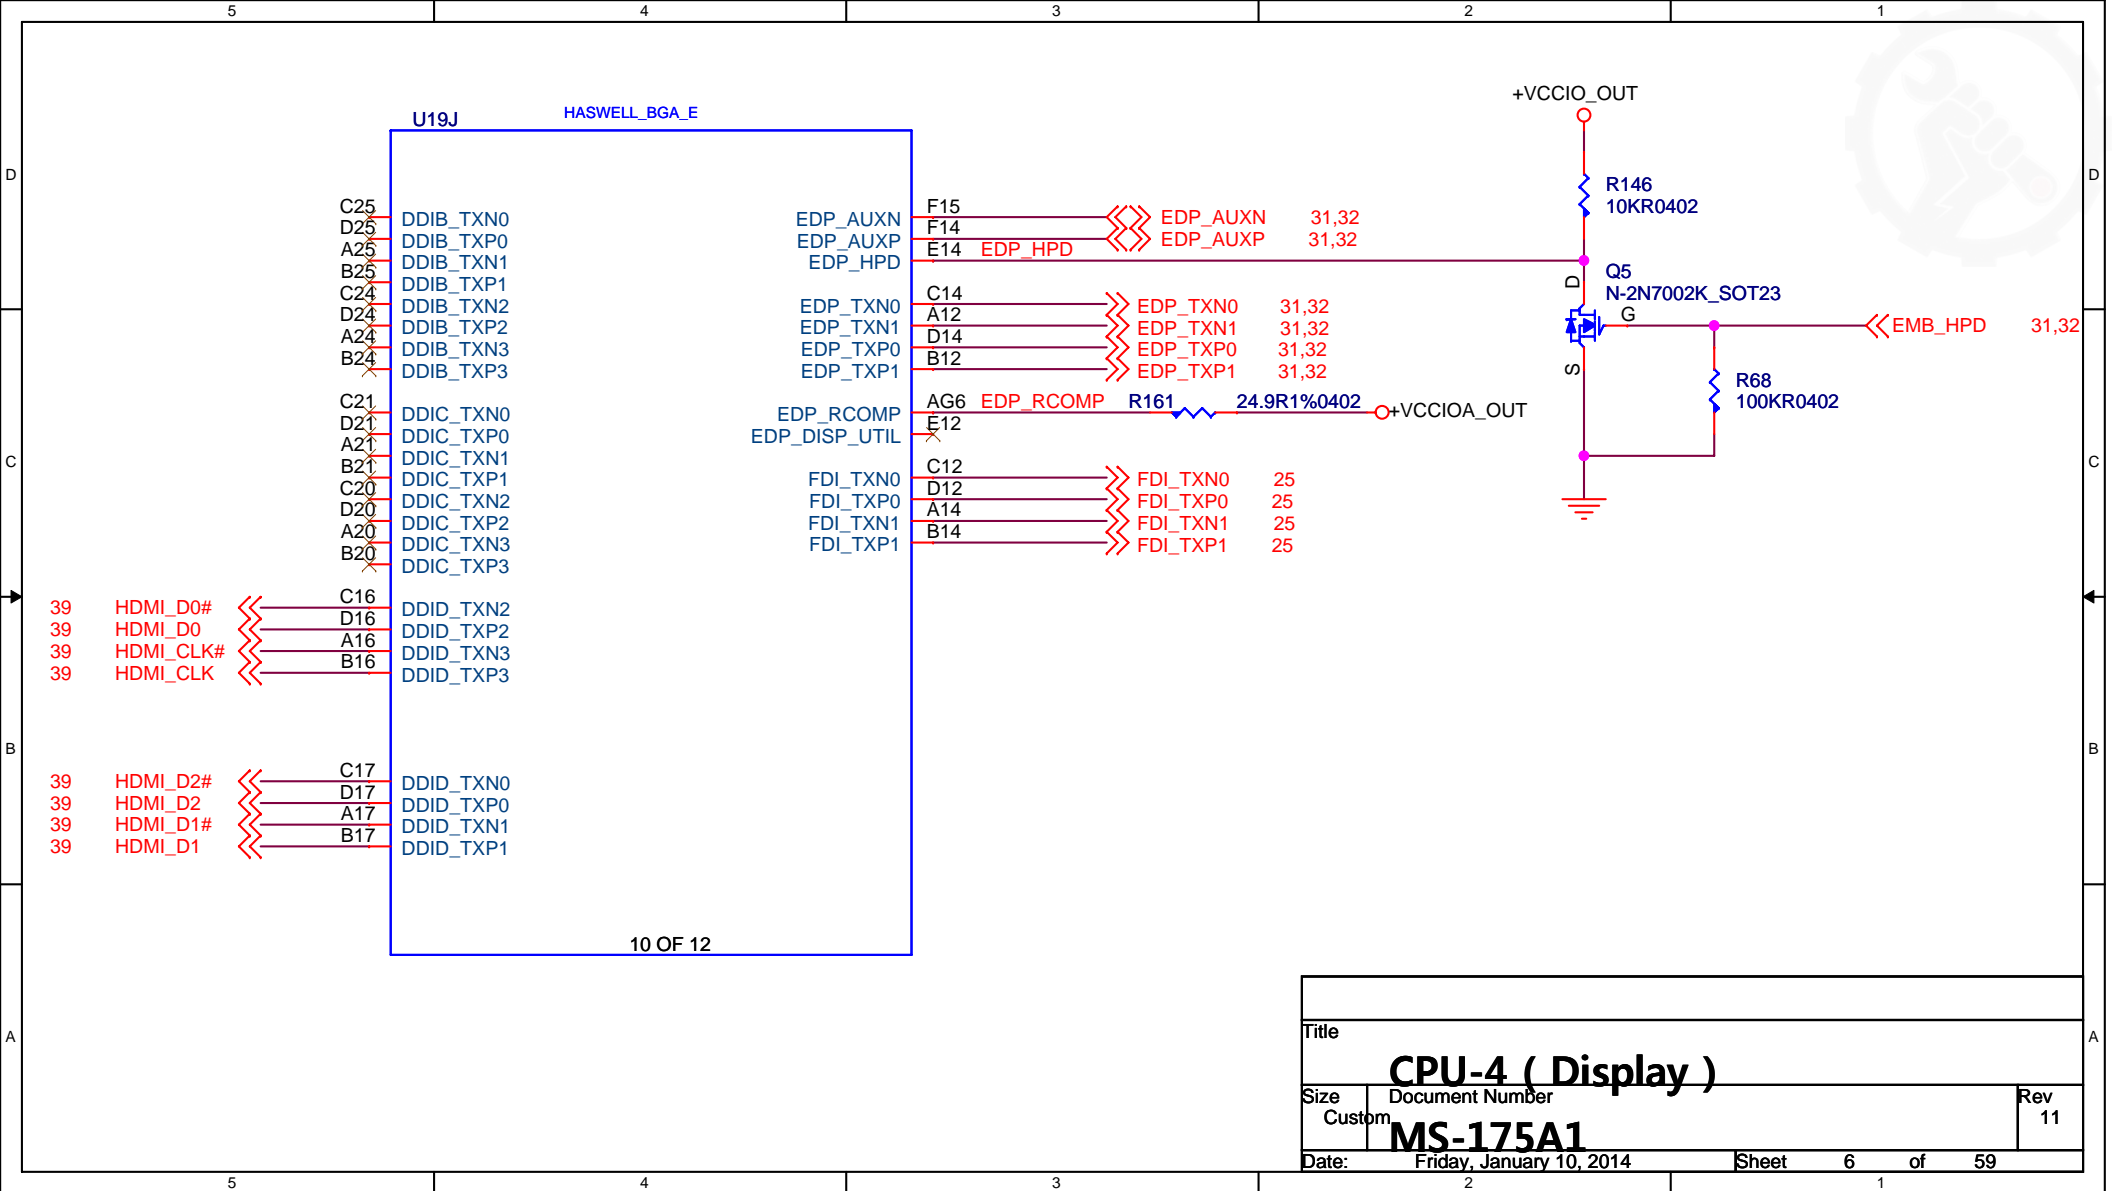 5 4 3 2 1
D D
C C
B B
A A
U19J HASWELL_BGA_E
C25 DDIB_TXN0
D25 DDIB_TXP0
A25 DDIB_TXN1
B25 DDIB_TXP1
C24 DDIB_TXN2
D24 DDIB_TXP2
A24 DDIB_TXN3
B24 DDIB_TXP3
C21 DDIC_TXN0
D21 DDIC_TXP0
A21 DDIC_TXN1
B21 DDIC_TXP1
C20 DDIC_TXN2
D20 DDIC_TXP2
A20 DDIC_TXN3
B20 DDIC_TXP3
39 HDMI_D0# C16 DDID_TXN2
39 HDMI_D0 D16 DDID_TXP2
39 HDMI_CLK# A16 DDID_TXN3
39 HDMI_CLK B16 DDID_TXP3
39 HDMI_D2# C17 DDID_TXN0
39 HDMI_D2 D17 DDID_TXP0
39 HDMI_D1# A17 DDID_TXN1
39 HDMI_D1 B17 DDID_TXP1
EDP_AUXN F15 EDP_AUXN 31,32
EDP_AUXP F14 EDP_AUXP 31,32
EDP_HPD E14 EDP_HPD
EDP_TXN0 C14 EDP_TXN0 31,32
EDP_TXN1 A12 EDP_TXN1 31,32
EDP_TXP0 D14 EDP_TXP0 31,32
EDP_TXP1 B12 EDP_TXP1 31,32
EDP_RCOMP AG6 EDP_RCOMP R161 24.9R1%0402 +VCCIOA_OUT
EDP_DISP_UTIL E12
FDI_TXN0 C12 FDI_TXN0 25
FDI_TXP0 D12 FDI_TXP0 25
FDI_TXN1 A14 FDI_TXN1 25
FDI_TXP1 B14 FDI_TXP1 25
10 OF 12
+VCCIO_OUT
R146
10KR0402
Q5
N-2N7002K_SOT23
D
G
S
EMB_HPD 31,32
R68
100KR0402
Title
CPU-4 ( Display )
Size Document Number Rev
Custom MS-175A1 11
Date: Friday, January 10, 2014 Sheet 6 of 59
5 4 3 2 1